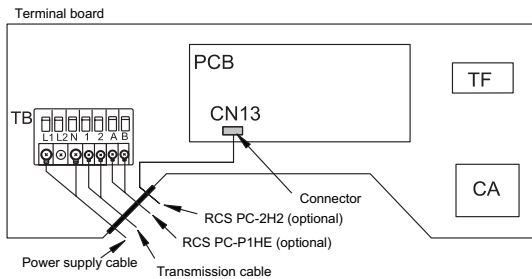 Terminal board
PCB
TF
TB
CN13
L1 L2 N 1 2 A B
Connector
CA
RCS PC-2H2 (optional)
RCS PC-P1HE (optional)
Power supply cable
Transmission cable